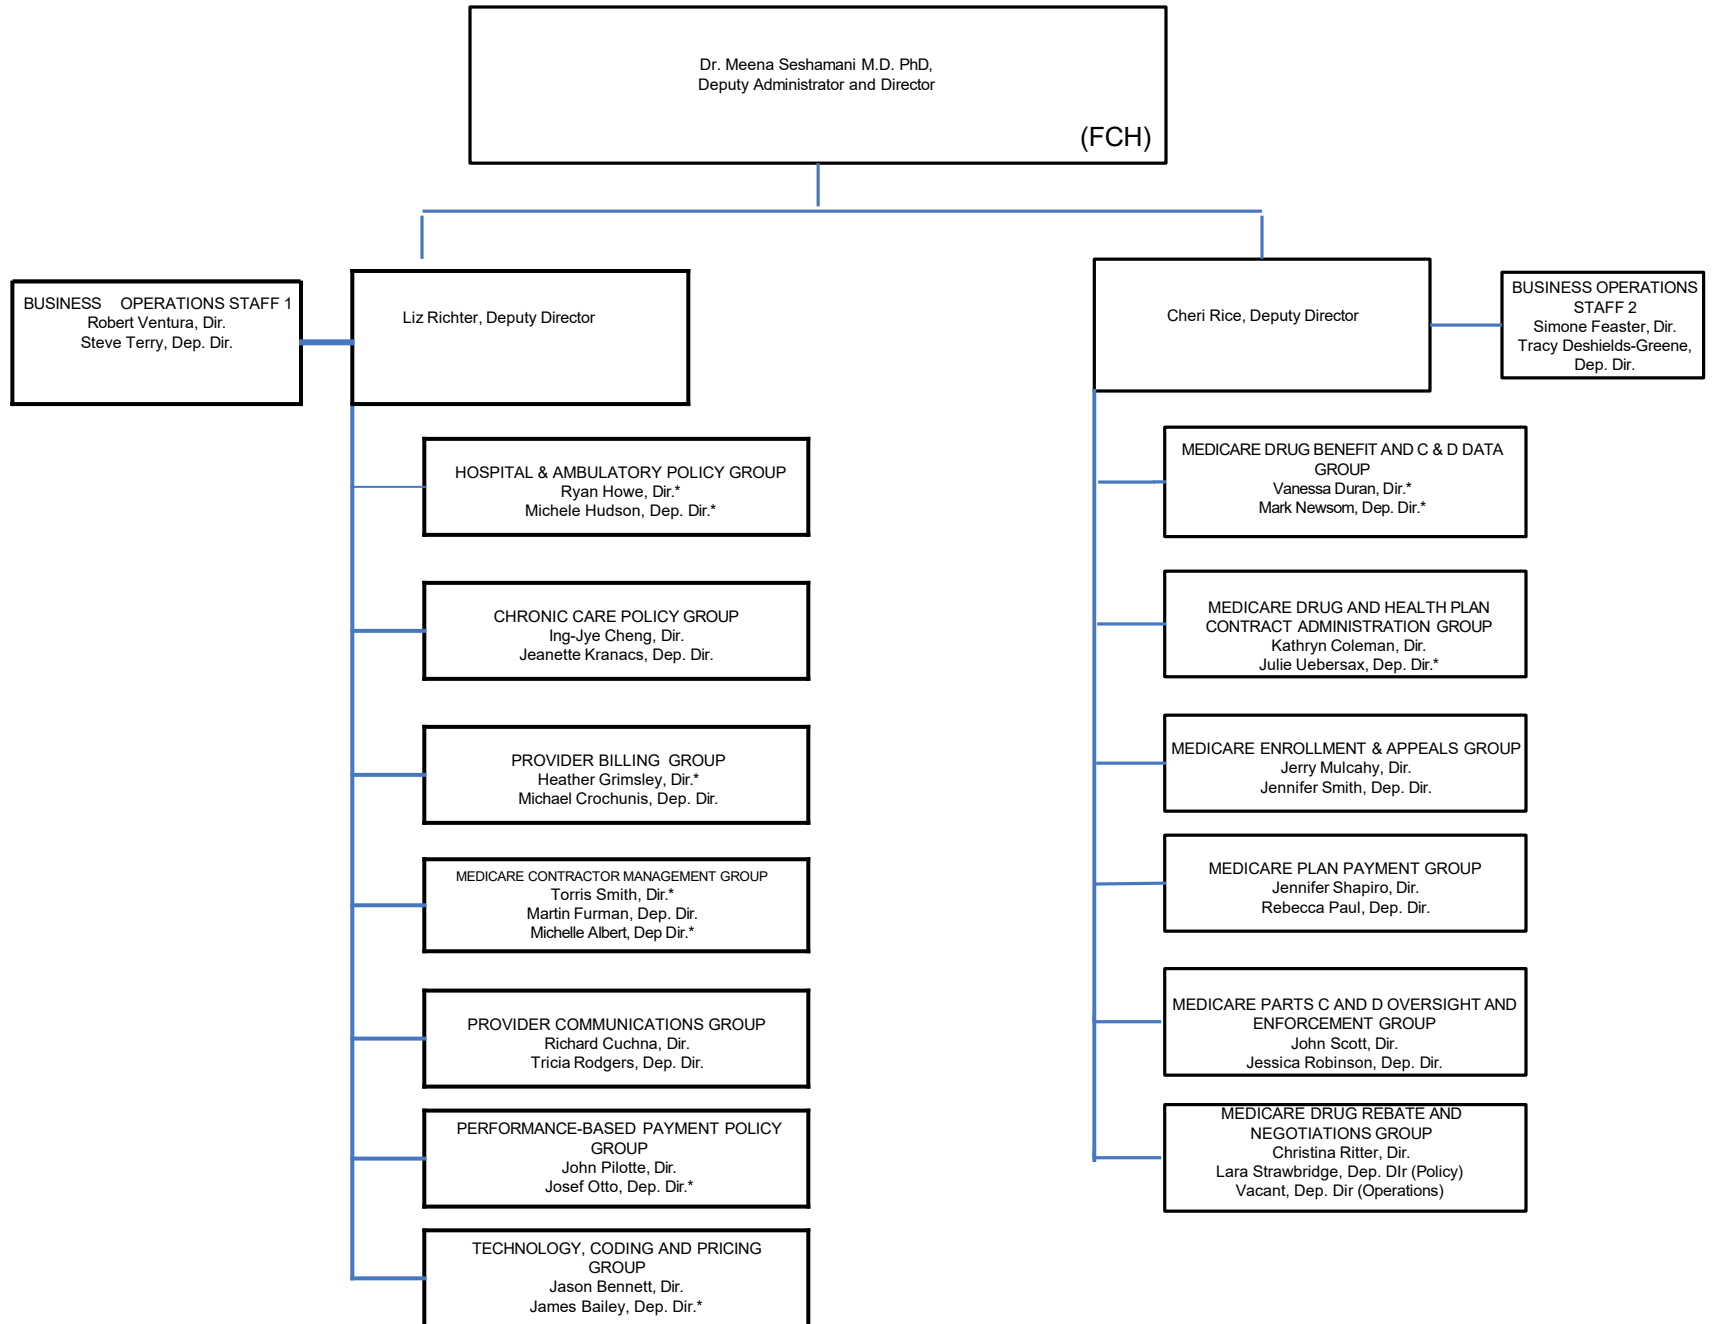 Dr. Meena Seshamani M.D. PhD,
Deputy Administrator and Director
(FCH)
BUSINESS OPERATIONS STAFF 1
Robert Ventura, Dir.
Steve Terry, Dep. Dir.
Liz Richter, Deputy Director
Cheri Rice, Deputy Director
BUSINESS OPERATIONS
STAFF 2
Simone Feaster, Dir.
Tracy Deshields-Greene,
Dep. Dir.
HOSPITAL & AMBULATORY POLICY GROUP
Ryan Howe, Dir.*
Michele Hudson, Dep. Dir.*
CHRONIC CARE POLICY GROUP
Ing-Jye Cheng, Dir.
Jeanette Kranacs, Dep. Dir.
PROVIDER BILLING GROUP
Heather Grimsley, Dir.*
Michael Crochunis, Dep. Dir.
MEDICARE CONTRACTOR MANAGEMENT GROUP
Torris Smith, Dir.*
Martin Furman, Dep. Dir.
Michelle Albert, Dep Dir.*
PROVIDER COMMUNICATIONS GROUP
Richard Cuchna, Dir.
Tricia Rodgers, Dep. Dir.
PERFORMANCE-BASED PAYMENT POLICY
GROUP
John Pilotte, Dir.
Josef Otto, Dep. Dir.*
TECHNOLOGY, CODING AND PRICING
GROUP
Jason Bennett, Dir.
James Bailey, Dep. Dir.*
MEDICARE DRUG BENEFIT AND C & D DATA
GROUP
Vanessa Duran, Dir.*
Mark Newsom, Dep. Dir.*
MEDICARE DRUG AND HEALTH PLAN
CONTRACT ADMINISTRATION GROUP
Kathryn Coleman, Dir.
Julie Uebersax, Dep. Dir.*
MEDICARE ENROLLMENT & APPEALS GROUP
Jerry Mulcahy, Dir.
Jennifer Smith, Dep. Dir.
MEDICARE PLAN PAYMENT GROUP
Jennifer Shapiro, Dir.
Rebecca Paul, Dep. Dir.
MEDICARE PARTS C AND D OVERSIGHT AND
ENFORCEMENT GROUP
John Scott, Dir.
Jessica Robinson, Dep. Dir.
MEDICARE DRUG REBATE AND
NEGOTIATIONS GROUP
Christina Ritter, Dir.
Lara Strawbridge, Dep. DIr (Policy)
Vacant, Dep. Dir (Operations)